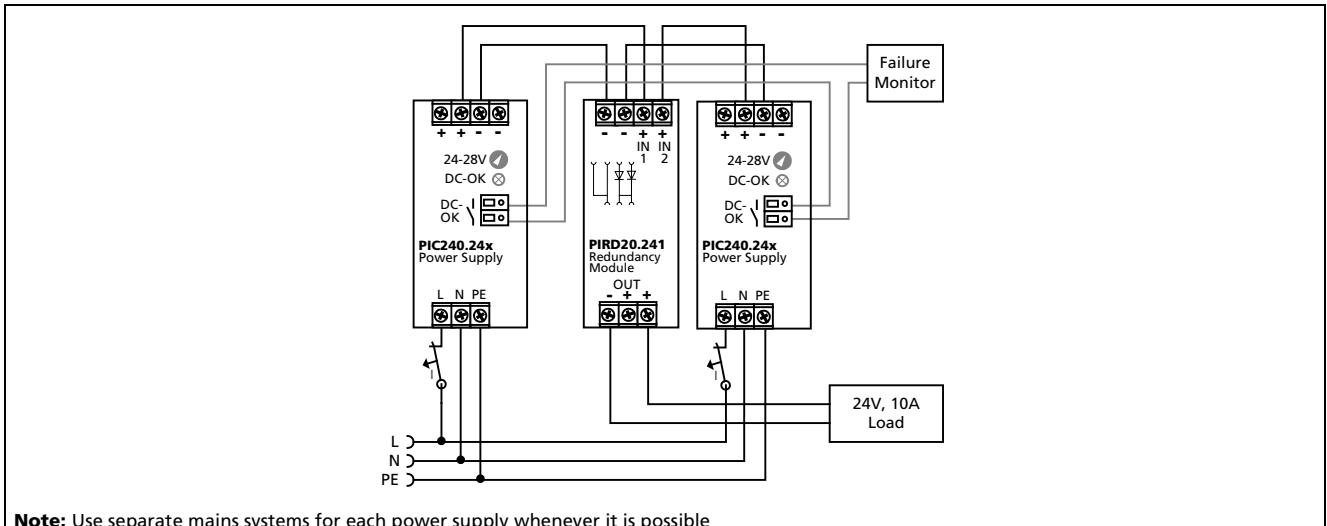 Failure
Monitor
+ + - -
24-28V
DC-OK
DC-
OK
PIC240.24x
Power Supply
L N PE
- - + +
IN IN
1 2
PIRD20.241
Redundancy
Module
OUT
- + +
+ + - -
24-28V
DC-OK
DC-
OK
PIC240.24x
Power Supply
L N PE
I
I
24V, 10A
Load
L
N
PE
Note: Use separate mains systems for each power supply whenever it is possible